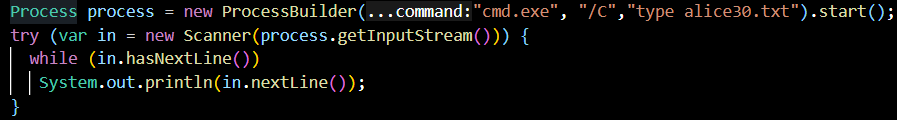 Process process = new ProcessBuilder(...command:"cmd.exe", "/C","type alice30.txt").start();
try (var in = new Scanner(process.getInputStream())) {
while (in.hasNextLine())
System.out.println(in.nextLine());
}